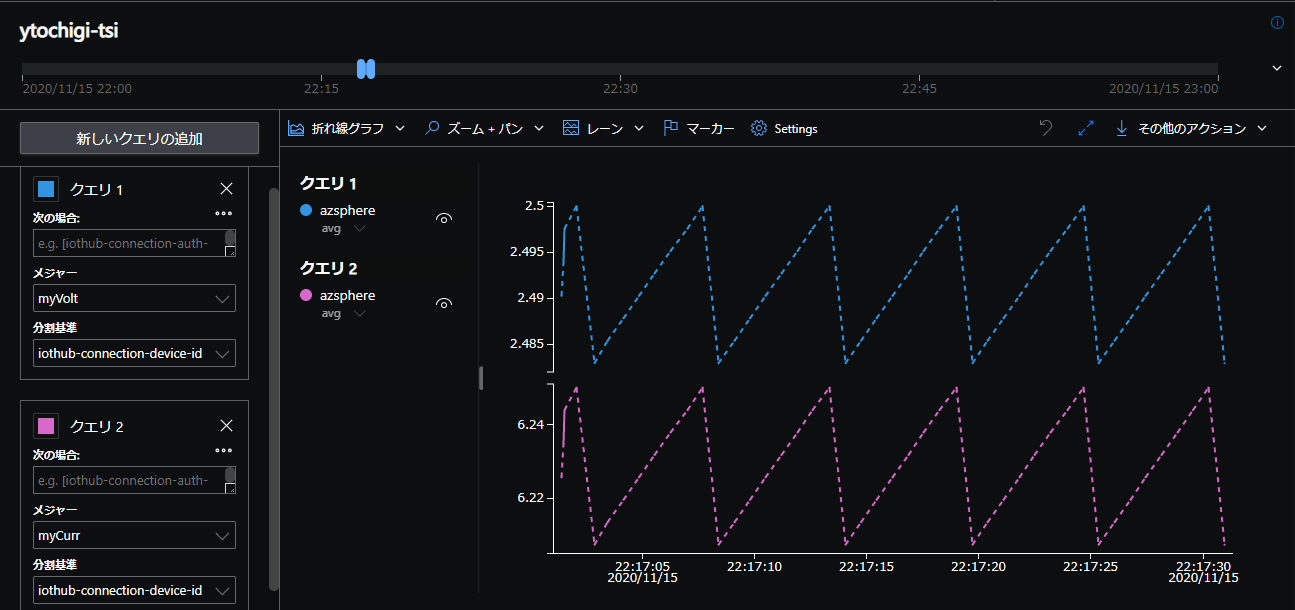 ytochigi-tsi
2020/11/15 22:00
22:15
22:30
22:45
2020/11/15 23:00
新しいクエリの追加
折れ線グラフ
ズーム + パン
レーン
マーカー
Settings
その他のアクション
クエリ 1
次の場合:
e.g. [iothub-connection-auth-
メジャー
myVolt
分割基準
iothub-connection-device-id
クエリ 2
次の場合:
e.g. [iothub-connection-auth-
メジャー
myCurr
分割基準
iothub-connection-device-id
クエリ 1
azsphere
avg
クエリ 2
azsphere
avg
2.5
2.495
2.49
2.485
6.24
6.22
22:17:05
2020/11/15
22:17:10
22:17:15
22:17:20
22:17:25
22:17:30
2020/11/15